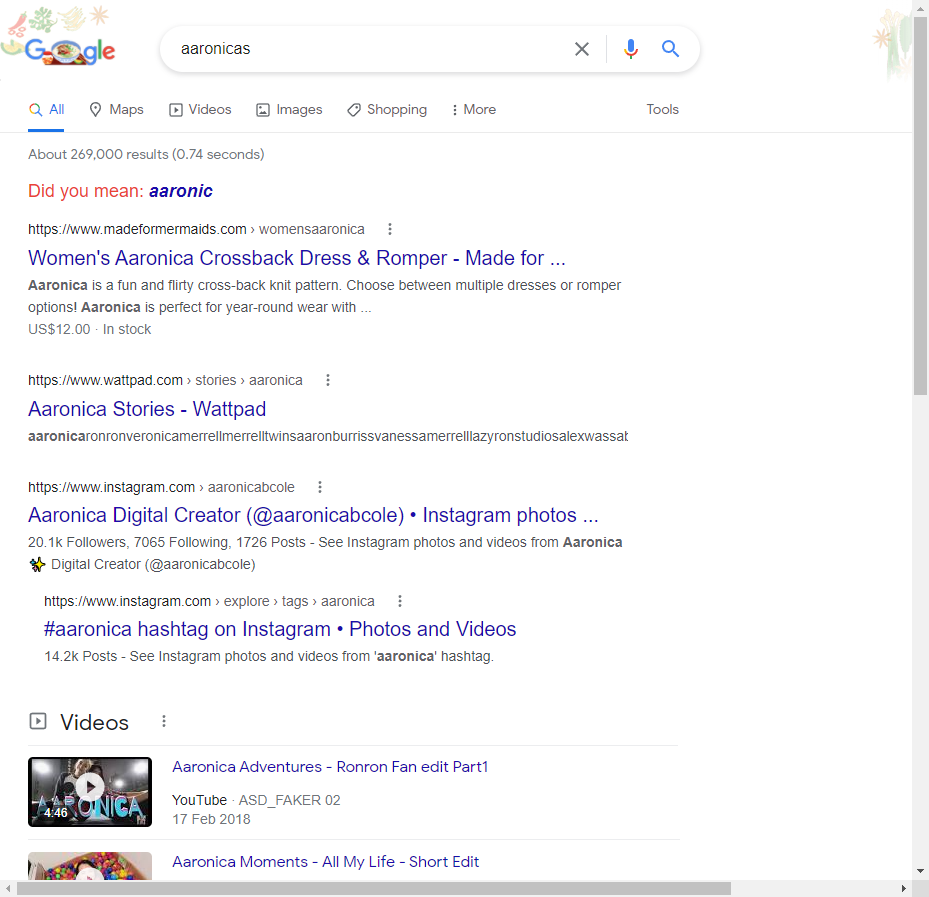 Google
aaronicas
All Maps Videos Images Shopping More Tools
About 269,000 results (0.74 seconds)
Did you mean: aaronic
https://www.madeformermaids.com › womensaaronica
Women's Aaronica Crossback Dress & Romper - Made for ...
Aaronica is a fun and flirty cross-back knit pattern. Choose between multiple dresses or romper
options! Aaronica is perfect for year-round wear with ...
US$12.00 · In stock
https://www.wattpad.com › stories › aaronica
Aaronica Stories - Wattpad
aaronicaronronveronicamerrellmerrelltwinsaaronburrissvanessamerrelllazyronstudiosalexwassab
https://www.instagram.com › aaronicabcole
Aaronica Digital Creator (@aaronicabcole) • Instagram photos ...
20.1k Followers, 7065 Following, 1726 Posts - See Instagram photos and videos from Aaronica
Digital Creator (@aaronicabcole)
https://www.instagram.com › explore › tags › aaronica
#aaronica hashtag on Instagram • Photos and Videos
14.2k Posts - See Instagram photos and videos from 'aaronica' hashtag.
Videos
Aaronica Adventures - Ronron Fan edit Part1
AARONICA
4:46
YouTube · ASD_FAKER 02
17 Feb 2018
Aaronica Moments - All My Life - Short Edit